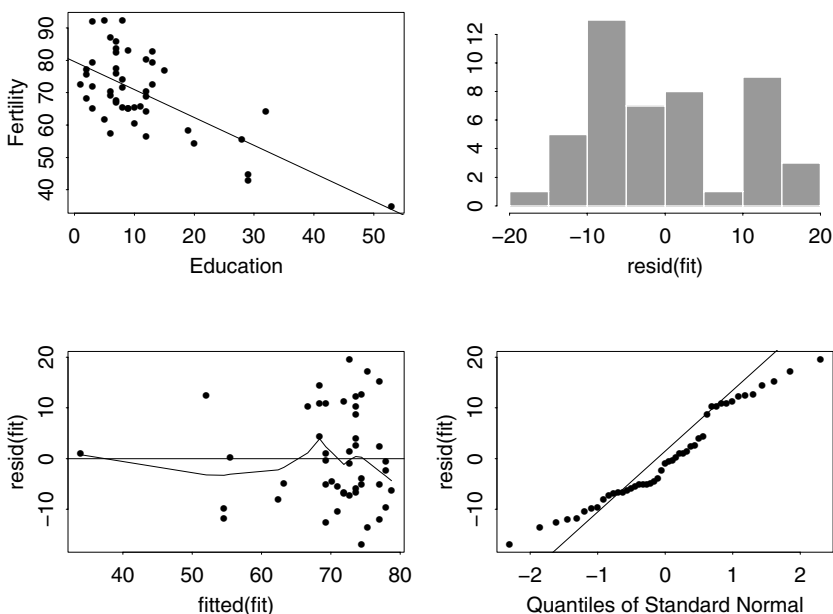 Fertility
90
80
70
60
50
40
0 10 20 30 40 50
Education
12
10
8
6
4
2
0
−20 −10 0 10 20
resid(fit)
resid(fit)
20
10
0
−10
40 50 60 70 80
fitted(fit)
resid(fit)
20
10
0
−10
−2 −1 0 1 2
Quantiles of Standard Normal